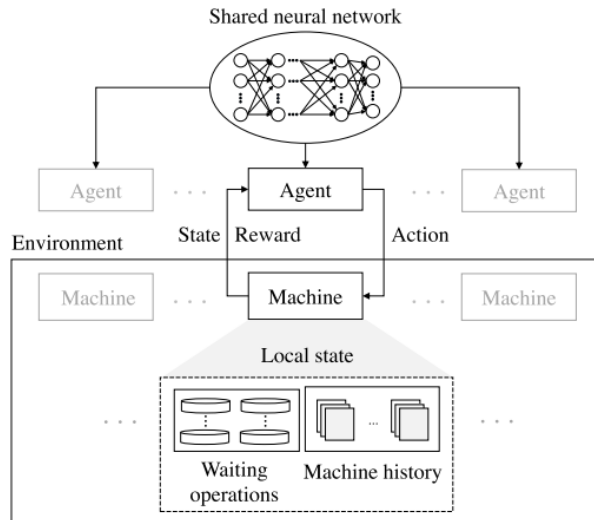 Shared neural network
Agent
. . .
Agent
. . .
Agent
State
Reward
Action
Environment
Machine
. . .
Machine
. . .
Machine
Local state
. . .
...
. . .
Waiting
operations
Machine history